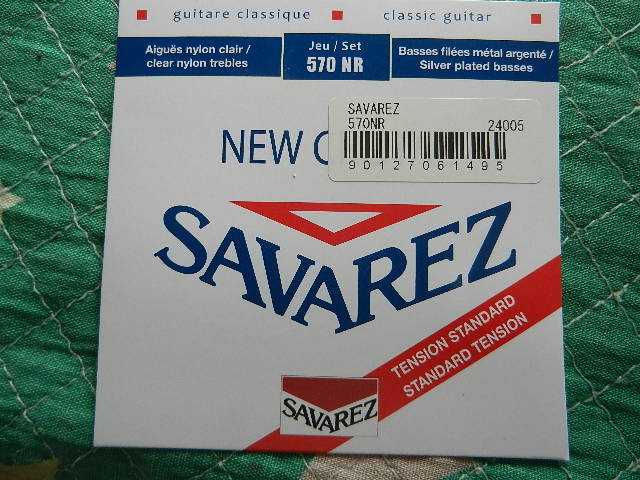 guitare classique classic guitar
Aiguës nylon clair /
clear nylon trebles
Jeu / Set
570 NR
Basses filées métal argenté /
Silver plated basses
SAVAREZ
570NR 24005
90127061495
NEW
SAVAREZ
TENSION STANDARD
STANDARD TENSION
SAVAREZ